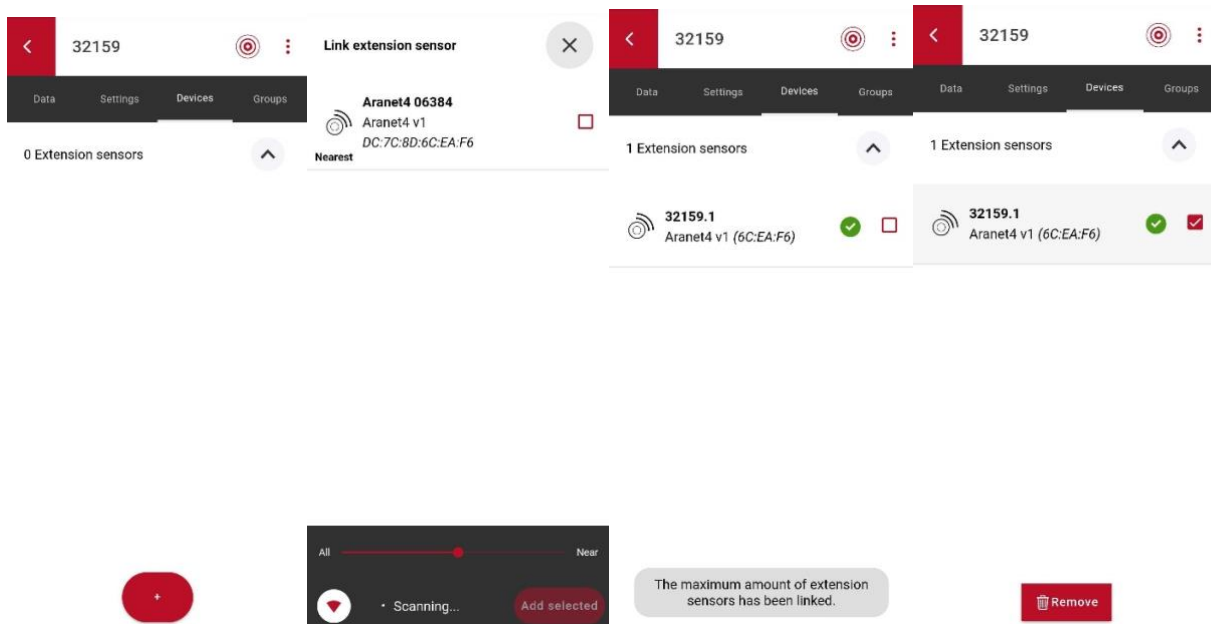 32159
Data Settings Devices Groups
0 Extension sensors
+
Link extension sensor
Aranet4 06384
Aranet4 v1
DC:7C:8D:6C:EA:F6
Nearest
All Near
Scanning...
Add selected
32159
Data Settings Devices Groups
1 Extension sensors
32159.1
Aranet4 v1 (6C:EA:F6)
The maximum amount of extension
sensors has been linked.
32159
Data Settings Devices Groups
1 Extension sensors
32159.1
Aranet4 v1 (6C:EA:F6)
Remove